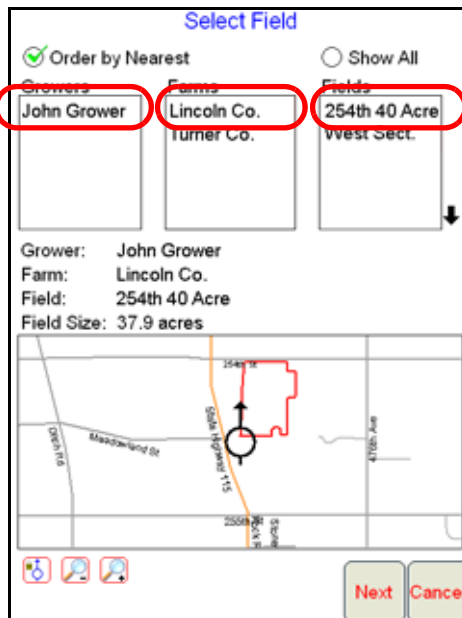 Select Field
Order by Nearest
Show All
Growers
Farms
Fields
John Grower
Lincoln Co.
254th 40 Acre
Turner Co.
West Sect.
Grower: John Grower
Farm: Lincoln Co.
Field: 254th 40 Acre
Field Size: 37.9 acres
254th St
Meadowland St
State Highway 115
476th Ave
Next
Cance